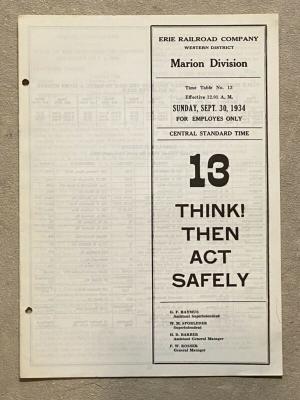 ERIE RAILROAD COMPANY
WESTERN DISTRICT
Marion Division
Time Table No. 13
Effective 12.01 A. M.
SUNDAY, SEPT. 30, 1934
FOR EMPLOYES ONLY
CENTRAL STANDARD TIME
13
THINK!
THEN
ACT
SAFELY
Assistant Superintendent
Superintendent
H. D. BARBER
Assistant General Manager
General Manager